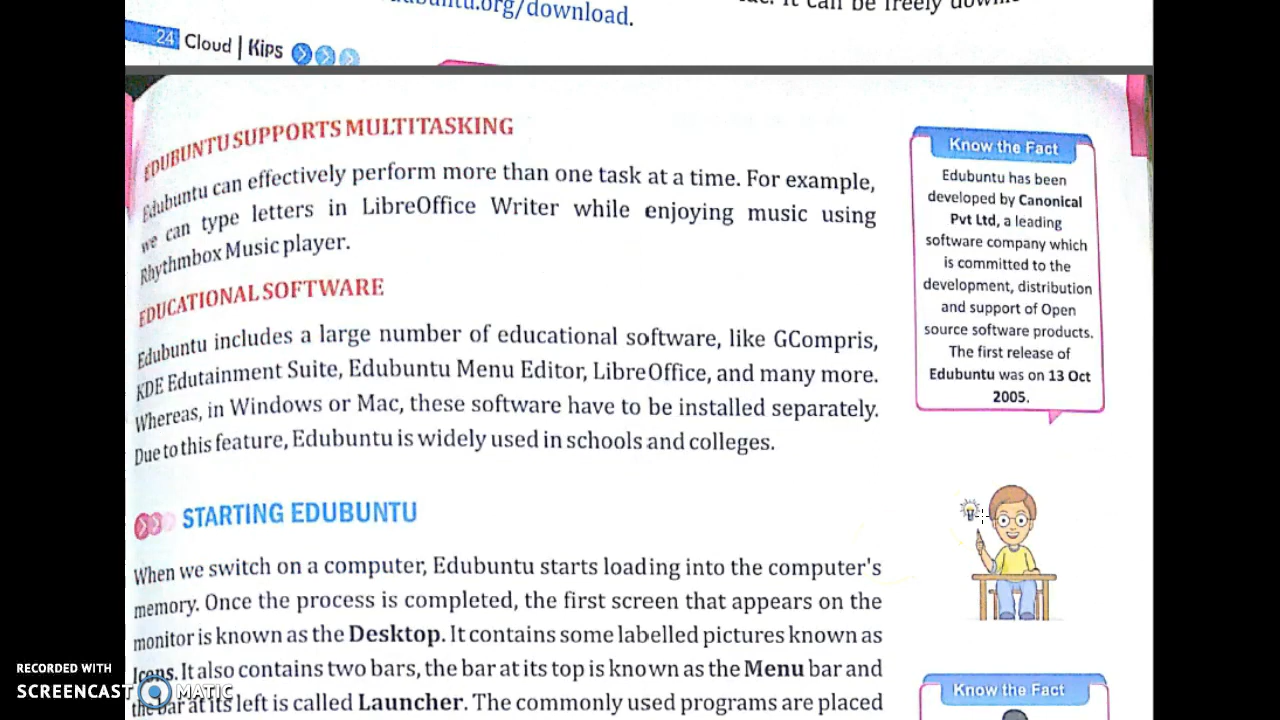 ubuntu.org/download.
It can be freely
24 Cloud | Kips
EDUBUNTU SUPPORTS MULTITASKING
Edubuntu can effectively perform more than one task at a time. For example,
we can type letters in LibreOffice Writer while enjoying music using
Rhythmbox Music player.
EDUCATIONAL SOFTWARE
Edubuntu includes a large number of educational software, like GCompris,
KDE Edutainment Suite, Edubuntu Menu Editor, LibreOffice, and many more.
Whereas, in Windows or Mac, these software have to be installed separately.
Due to this feature, Edubuntu is widely used in schools and colleges.
STARTING EDUBUNTU
When we switch on a computer, Edubuntu starts loading into the computer's
memory. Once the process is completed, the first screen that appears on the
monitor is known as the Desktop. It contains some labelled pictures known as
Icons. It also contains two bars, the bar at its top is known as the Menu bar and
the bar at its left is called Launcher. The commonly used programs are placed
Know the Fact
Edubuntu has been
developed by Canonical
Pvt Ltd, a leading
software company which
is committed to the
development, distribution
and support of Open
source software products.
The first release of
Edubuntu was on 13 Oct
2005.
Know the Fact
RECORDED WITH
SCREENCAST MATIC